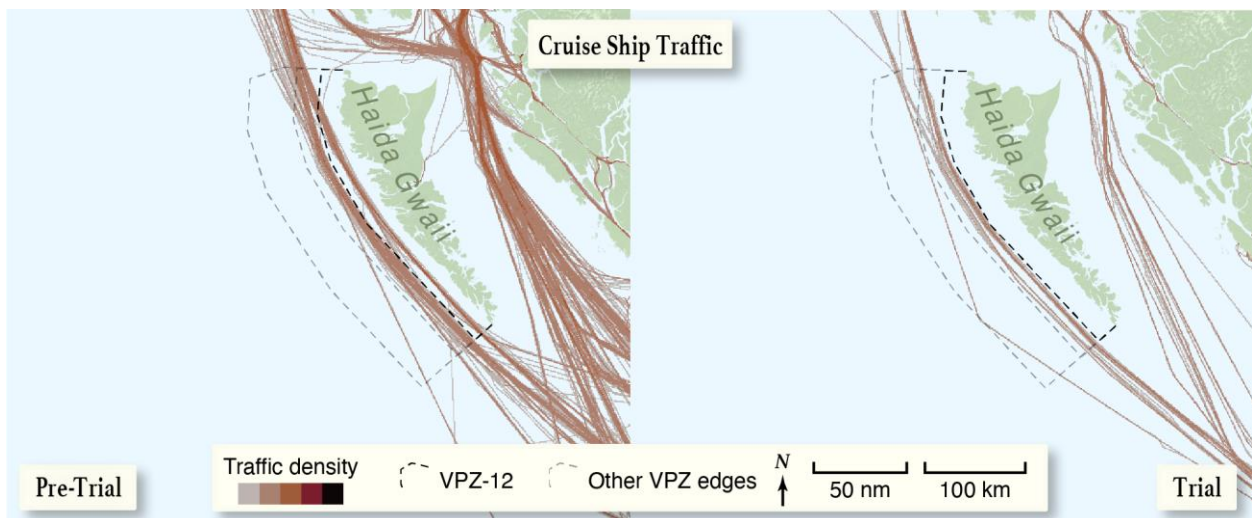 Cruise Ship Traffic
Haida Gwaii
Haida Gwaii
Pre-Trial
Traffic density
VPZ-12
Other VPZ edges
N
50 nm
100 km
Trial